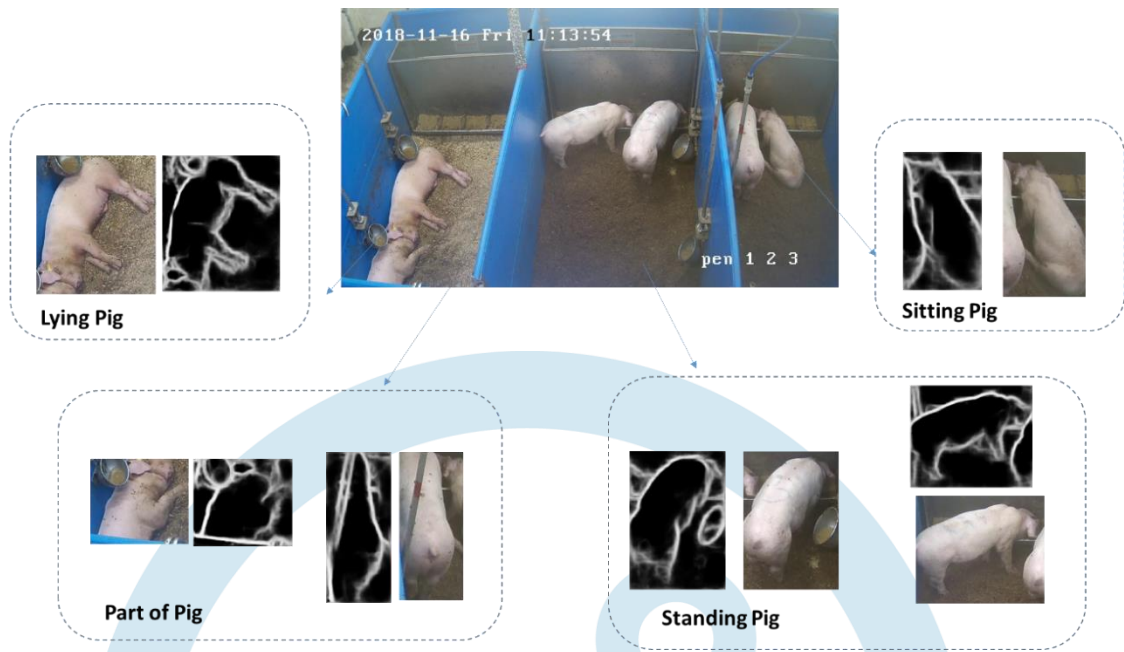 2018-11-16 Fri 11:13:54
pen 1 2 3
Lying Pig
Sitting Pig
Part of Pig
Standing Pig